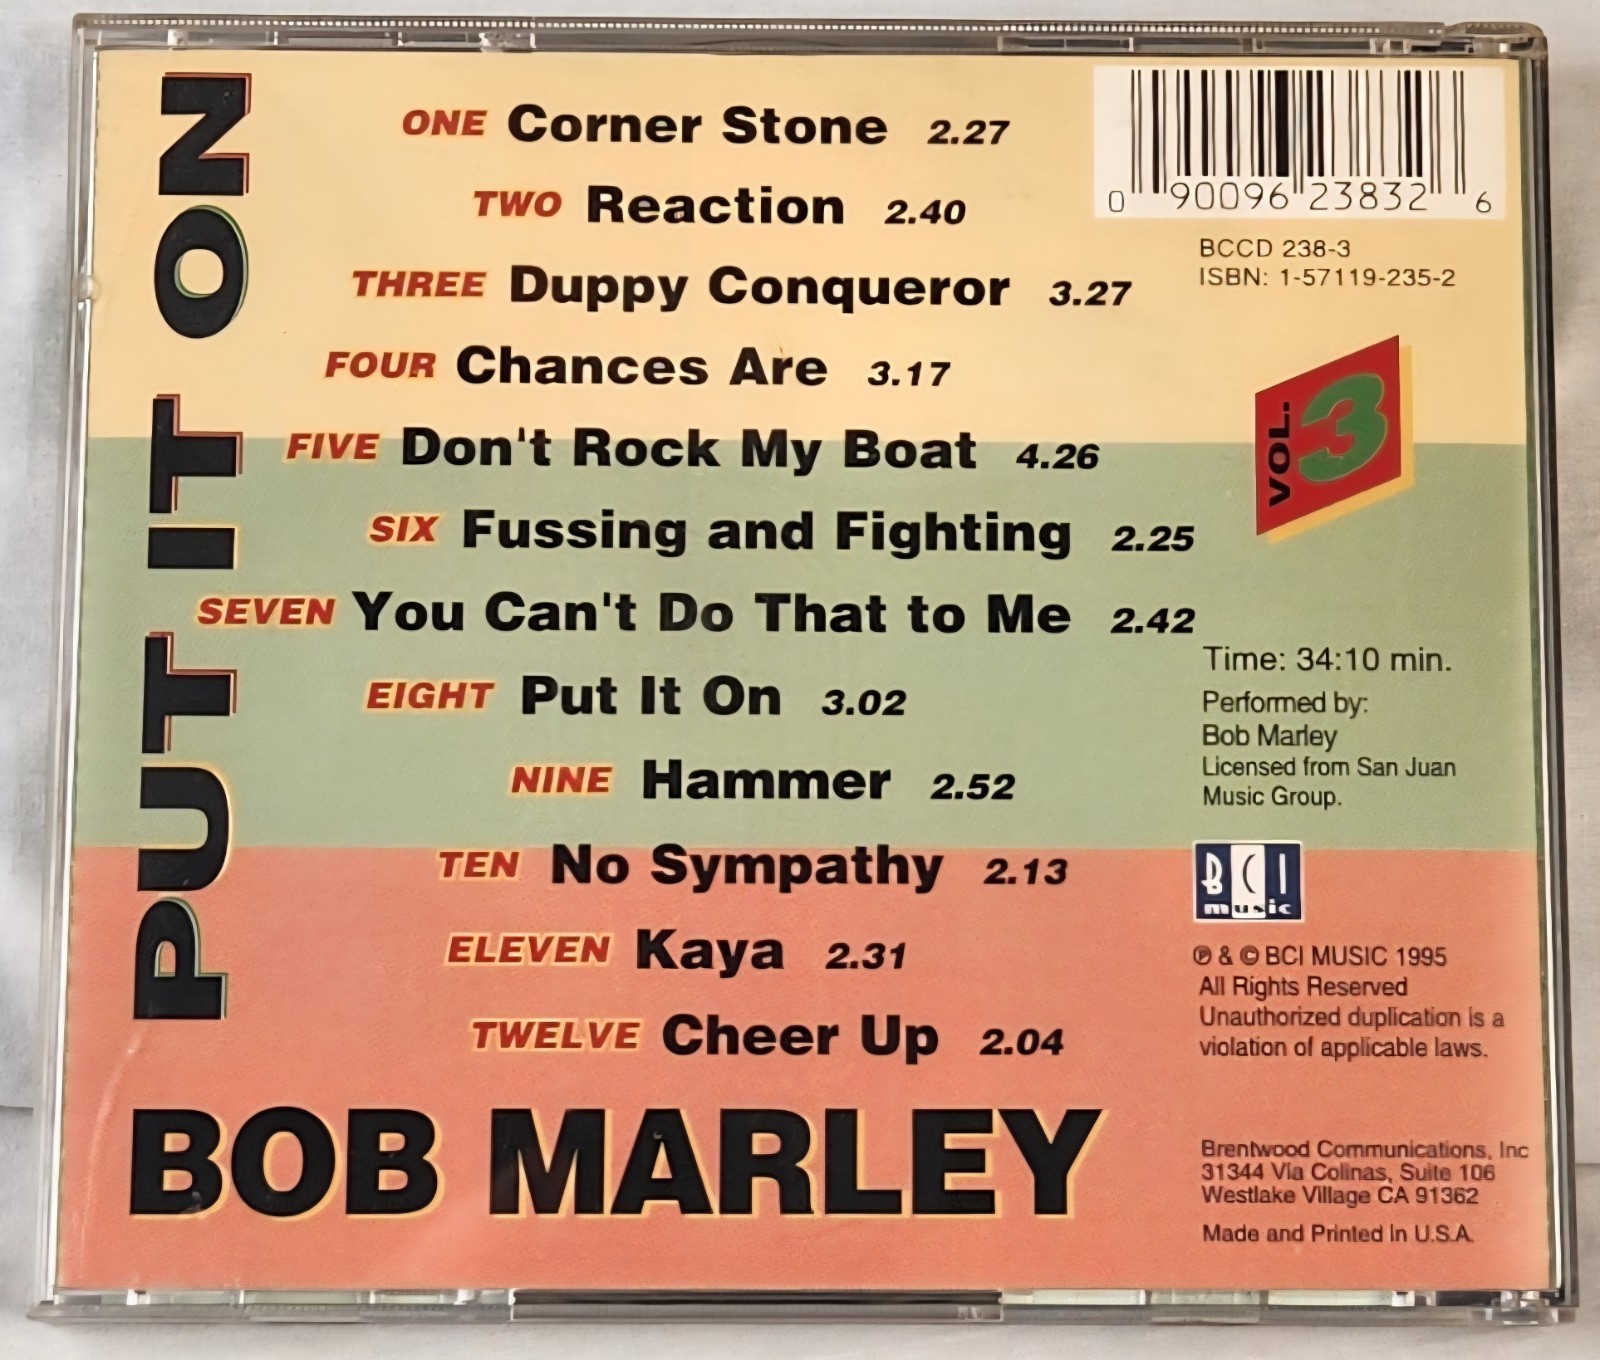 PUT IT ON
ONE Corner Stone 2.27
TWO Reaction 2.40
THREE Duppy Conqueror 3.27
FOUR Chances Are 3.17
FIVE Don't Rock My Boat 4.26
SIX Fussing and Fighting 2.25
SEVEN You Can't Do That to Me 2.42
EIGHT Put It On 3.02
NINE Hammer 2.52
TEN No Sympathy 2.13
ELEVEN Kaya 2.31
TWELVE Cheer Up 2.04
BOB MARLEY
0 90096 23832 6
BCCD 238-3
ISBN: 1-57119-235-2
VOL. 3
Time: 34:10 min.
Performed by:
Bob Marley
Licensed from San Juan
Music Group.
BCI
music
℗ & © BCI MUSIC 1995
All Rights Reserved
Unauthorized duplication is a
violation of applicable laws.
Brentwood Communications, Inc
31344 Via Colinas, Suite 106
Westlake Village CA 91362
Made and Printed In U.S.A.